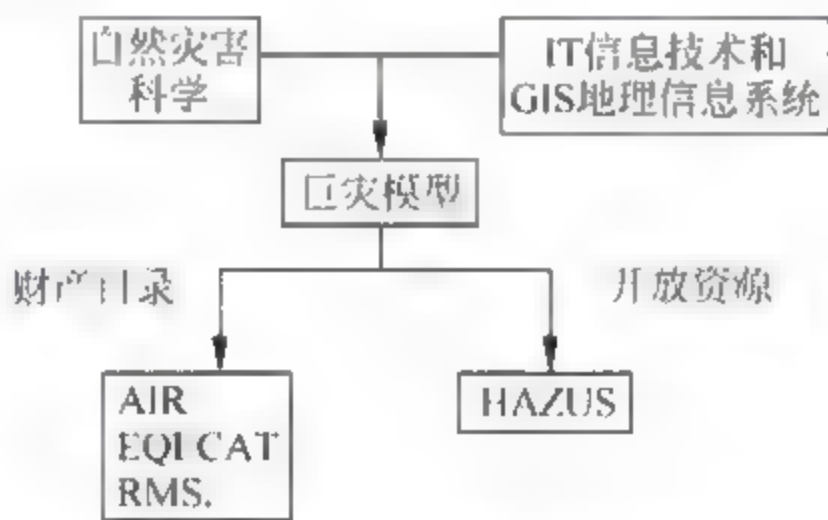 自然灾害
科学
IT信息技术和
GIS地理信息系统
巨灾模型
财产目录
开放资源
AIR
EQECAT
RMS.
HAZUS